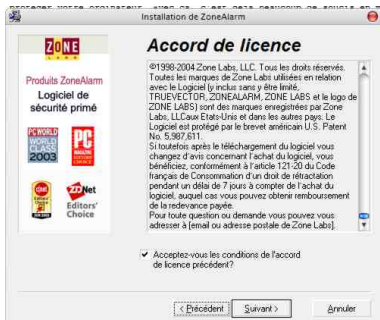 Installation de ZoneAlarm
ZONE
LABS
Produits ZoneAlarm
Logiciel de
sécurité primé
PC WORLD
WORLD
CLASS
2003
PC
MAGAZINE
ZDNet
Editors'
Choice
Accord de licence
©1998-2004 Zone Labs, LLC. Tous les droits réservés.
Toutes les marques de Zone Labs utilisées en relation
avec le Logiciel (y inclus sans y être limité,
TRUEVECTOR, ZONEALARM, ZONE LABS et le logo de
ZONE LABS) sont des marques enregistrées par Zone
Labs, LLCaux Etats-Unis et dans les autres pays. Le
Logiciel est protégé par le brevet américain U.S. Patent
No. 5,987,611.
Si toutefois après le téléchargement du logiciel vous
changez d'avis concernant l'achat du logiciel, vous
bénéficiez, conformément à l'article 121-20 du Code
français de Consommation d'un droit de rétractation
pendant un délai de 7 jours à compter de l'achat du
logiciel, auquel cas vous pouvez obtenir remboursement
de la redevance payée.
Pour toute question ou demande vous pouvez vous
adresser à [email ou adresse postale de Zone Labs].
Acceptez-vous les conditions de l'accord
de licence précédent?
< Précédent
Suivant >
Annuler